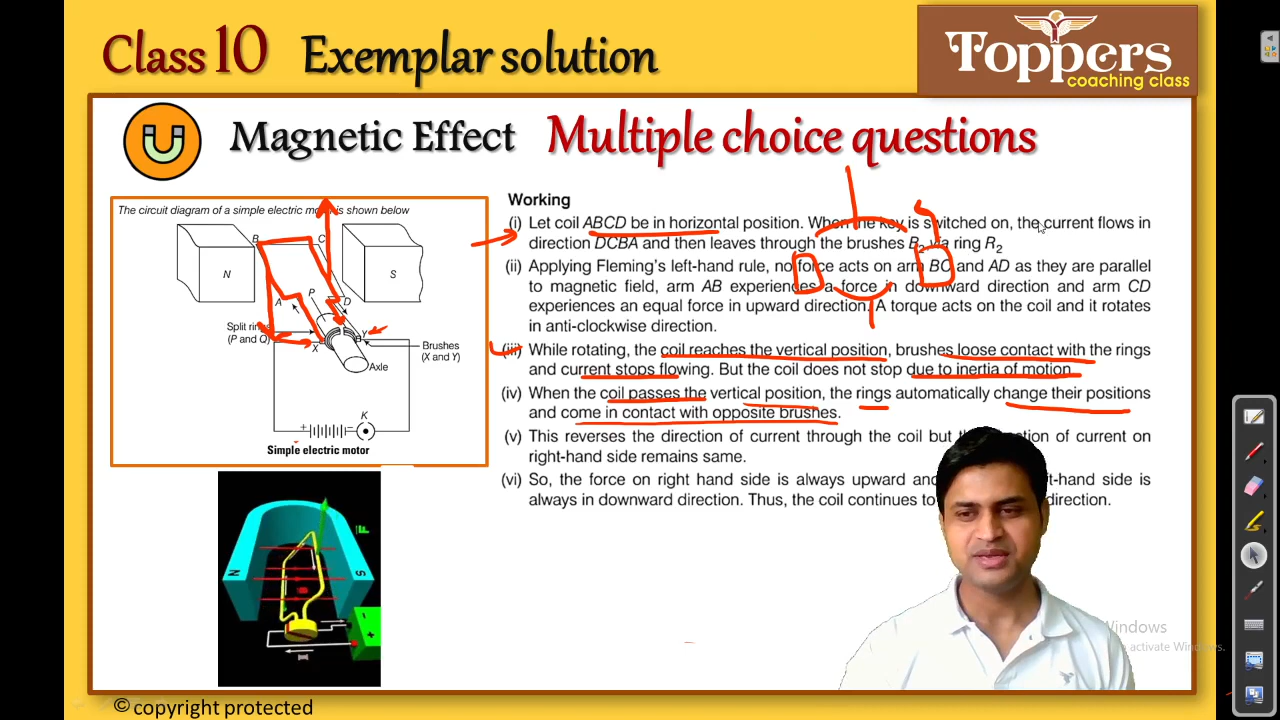 Class 10 Exemplar solution
Toppers
coaching class
Magnetic Effect Multiple choice questions
The circuit diagram of a simple electric motor is shown below
B
C
N
S
A
P
D
Split rings
(P and Q)
X
Y
Brushes
(X and Y)
Axle
K
+
−
Simple electric motor
Working
(i) Let coil ABCD be in horizontal position. When the key is switched on, the current flows in
direction DCBA and then leaves through the brushes B2 via ring R2
(ii) Applying Fleming's left-hand rule, no force acts on arm BC and AD as they are parallel
to magnetic field, arm AB experiences a force in downward direction and arm CD
experiences an equal force in upward direction. A torque acts on the coil and it rotates
in anti-clockwise direction.
(iii) While rotating, the coil reaches the vertical position, brushes loose contact with the rings
and current stops flowing. But the coil does not stop due to inertia of motion.
(iv) When the coil passes the vertical position, the rings automatically change their positions
and come in contact with opposite brushes.
(v) This reverses the direction of current through the coil but the of current on
right-hand side remains same.
(vi) So, the force on right hand side is always upward and side is
always in downward direction. Thus, the coil continues to direction.
N
S
F
-
+
Windows
activate Windows.
© copyright protected